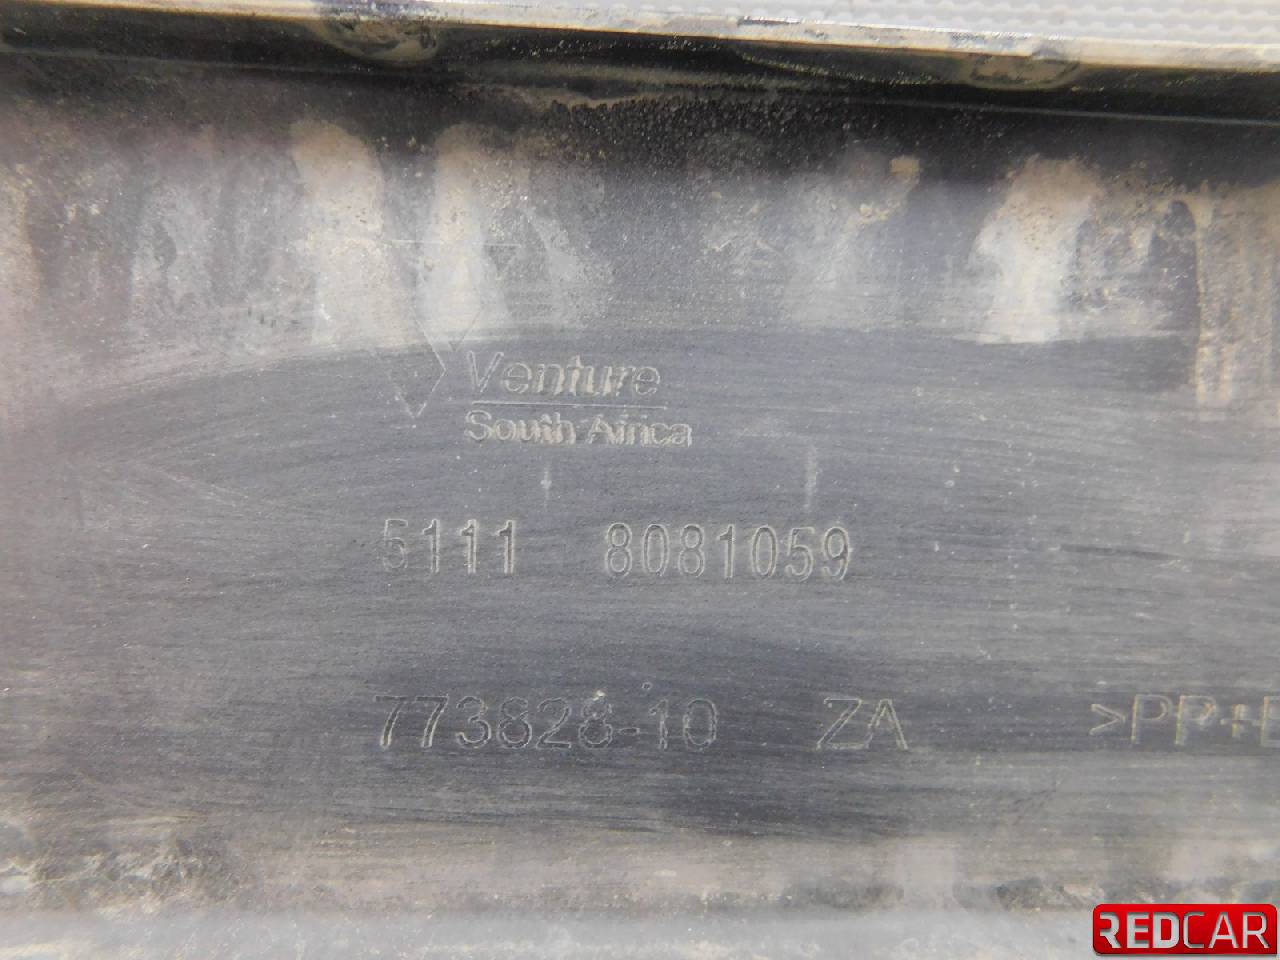 Venture
South Africa
5111 8081059
773828-10 ZA >PP+E
REDCAR